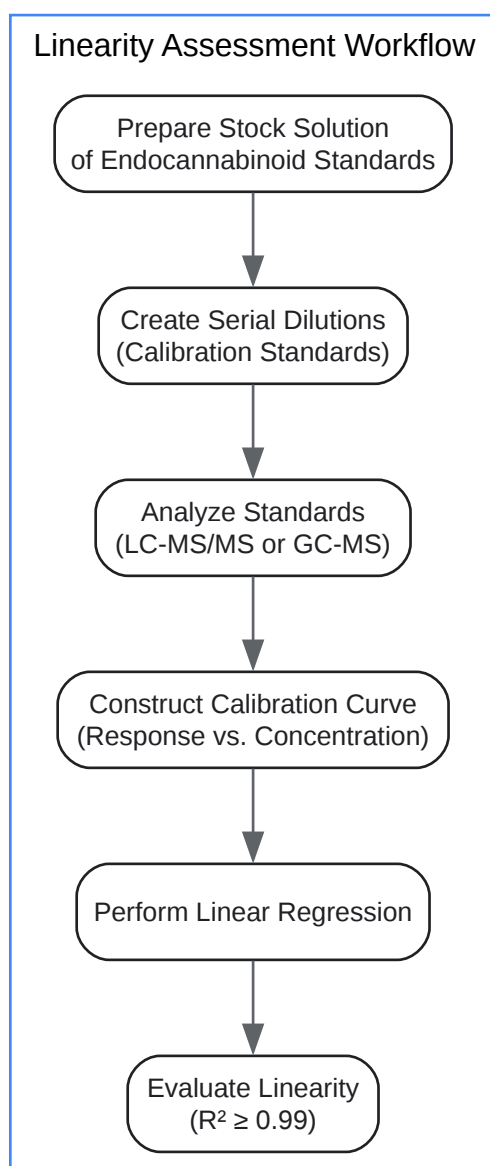 Linearity Assessment Workflow
Prepare Stock Solution
of Endocannabinoid Standards
Create Serial Dilutions
(Calibration Standards)
Analyze Standards
(LC-MS/MS or GC-MS)
Construct Calibration Curve
(Response vs. Concentration)
Perform Linear Regression
Evaluate Linearity
(R² ≥ 0.99)